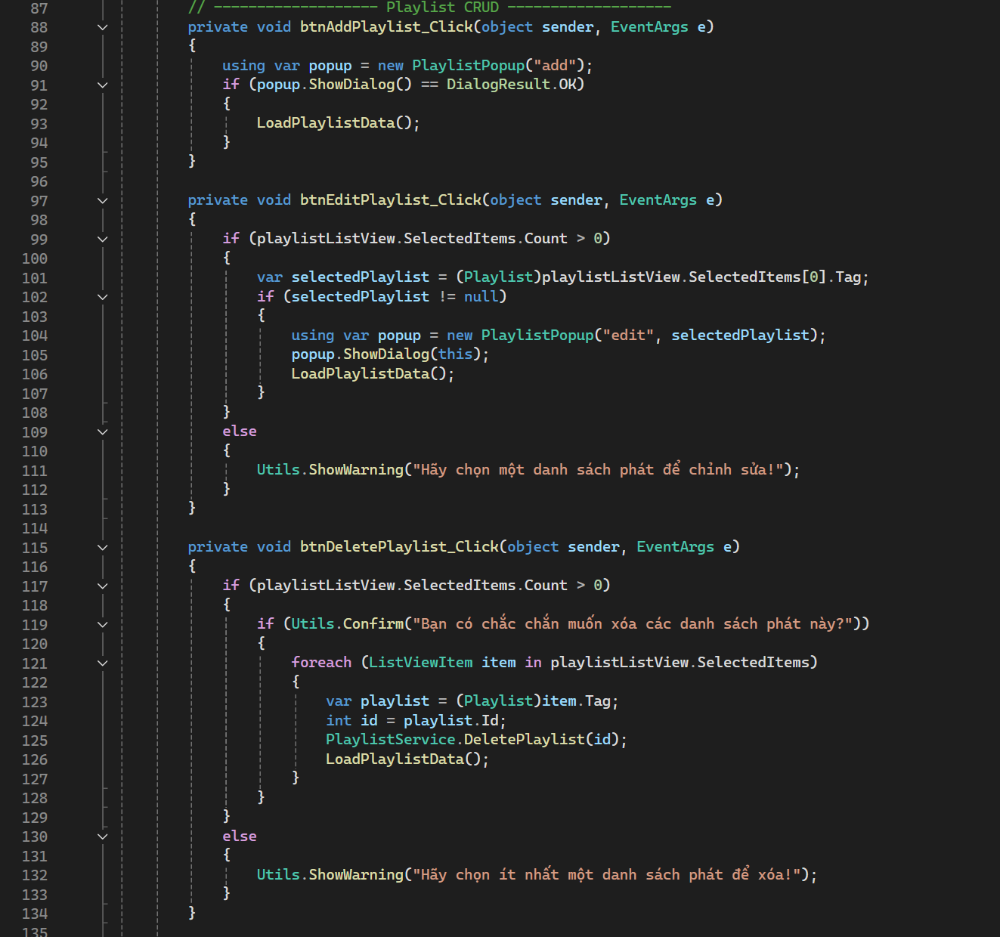 87 // ------------------- Playlist CRUD -------------------
88 private void btnAddPlaylist_Click(object sender, EventArgs e)
89 {
90 using var popup = new PlaylistPopup("add");
91 if (popup.ShowDialog() == DialogResult.OK)
92 {
93 LoadPlaylistData();
94 }
95 }
96
97 private void btnEditPlaylist_Click(object sender, EventArgs e)
98 {
99 if (playlistListView.SelectedItems.Count > 0)
100 {
101 var selectedPlaylist = (Playlist)playlistListView.SelectedItems[0].Tag;
102 if (selectedPlaylist != null)
103 {
104 using var popup = new PlaylistPopup("edit", selectedPlaylist);
105 popup.ShowDialog(this);
106 LoadPlaylistData();
107 }
108 }
109 else
110 {
111 Utils.ShowWarning("Hãy chọn một danh sách phát để chỉnh sửa!");
112 }
113 }
114
115 private void btnDeletePlaylist_Click(object sender, EventArgs e)
116 {
117 if (playlistListView.SelectedItems.Count > 0)
118 {
119 if (Utils.Confirm("Bạn có chắc chắn muốn xóa các danh sách phát này?"))
120 {
121 foreach (ListViewItem item in playlistListView.SelectedItems)
122 {
123 var playlist = (Playlist)item.Tag;
124 int id = playlist.Id;
125 PlaylistService.DeletePlaylist(id);
126 LoadPlaylistData();
127 }
128 }
129 }
130 else
131 {
132 Utils.ShowWarning("Hãy chọn ít nhất một danh sách phát để xóa!");
133 }
134 }
135